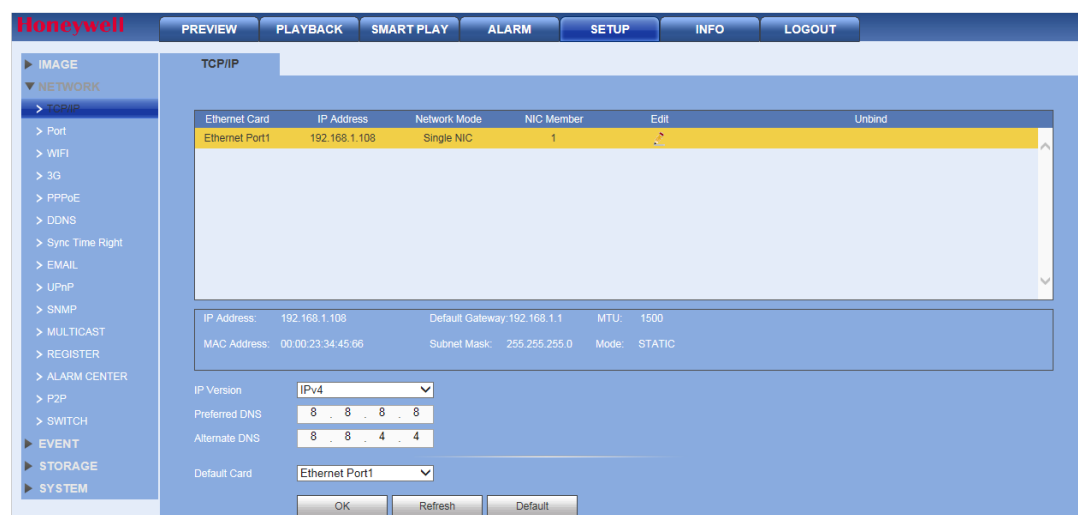 Honeywell
PREVIEW PLAYBACK SMART PLAY ALARM SETUP INFO LOGOUT
IMAGE
NETWORK
TCP/IP
Port
WIFI
3G
PPPoE
DDNS
Sync Time Right
EMAIL
UPnP
SNMP
MULTICAST
REGISTER
ALARM CENTER
P2P
SWITCH
EVENT
STORAGE
SYSTEM
TCP/IP
Ethernet Card IP Address Network Mode NIC Member Edit Unbind
Ethernet Port1 192.168.1.108 Single NIC 1
IP Address: 192.168.1.108 Default Gateway:192.168.1.1 MTU: 1500
MAC Address: 00:00:23:34:45:66 Subnet Mask: 255.255.255.0 Mode: STATIC
IP Version IPv4
Preferred DNS 8 . 8 . 8 . 8
Alternate DNS 8 . 8 . 4 . 4
Default Card Ethernet Port1
OK Refresh Default